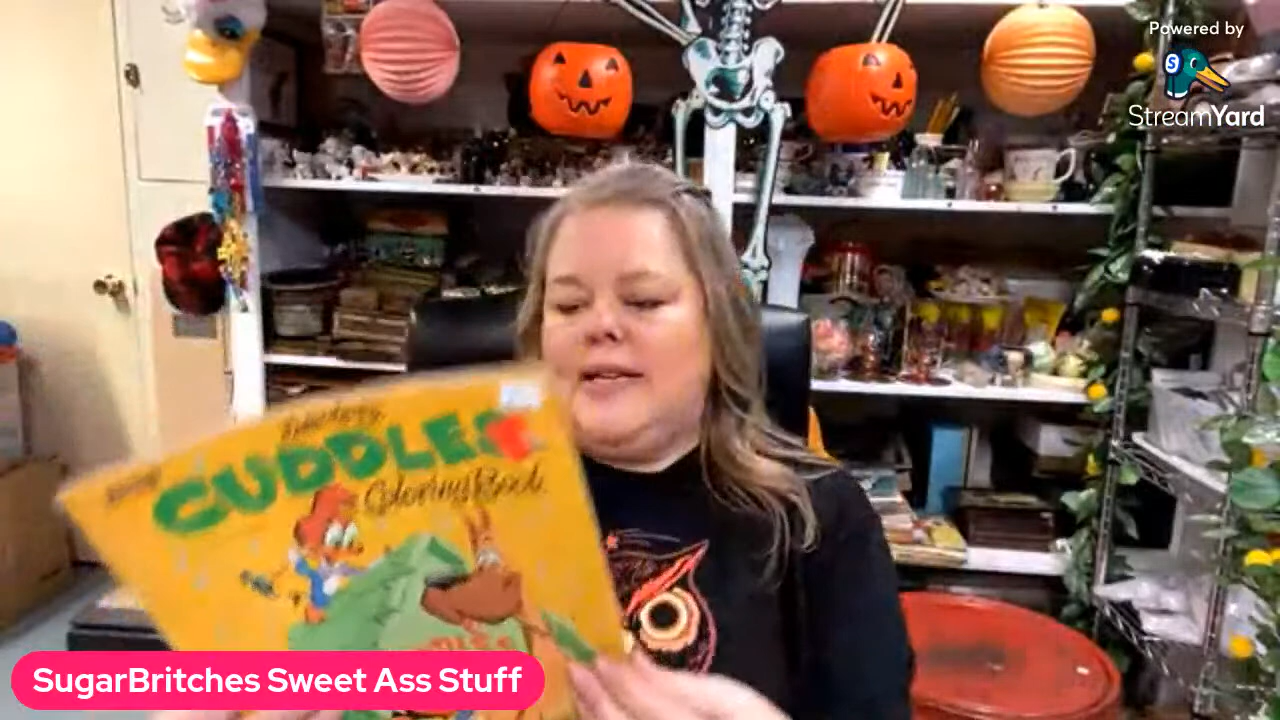 Powered by
StreamYard
CUDDLES
Coloring Book
SugarBritches Sweet Ass Stuff